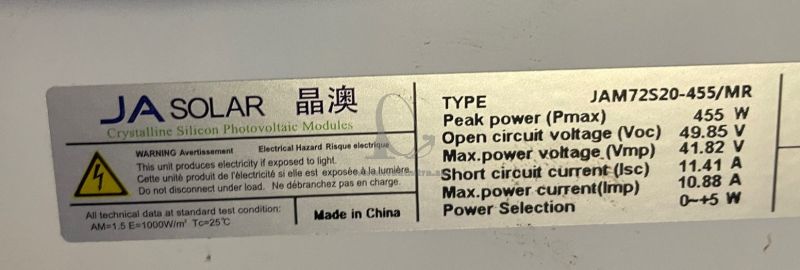 JA SOLAR 晶澳
Crystalline Silicon Photovoltaic Modules
WARNING Avertissement Electrical Hazard Risque electrique
This unit produces electricity if exposed to light.
Cette unité produit de l'électricité si elle est exposée à la lumière.
Do not disconnect under load. Ne débranchez pas en charge.
All technical data at standard test condition:
AM=1.5 E=1000W/m² Tc=25℃
Made in China
TYPE JAM72S20-455/MR
Peak power (Pmax) 455 W
Open circuit voltage (Voc) 49.85 V
Max.power voltage (Vmp) 41.82 V
Short circuit current (Isc) 11.41 A
Max.power current(Imp) 10.88 A
Power Selection 0~+5 W